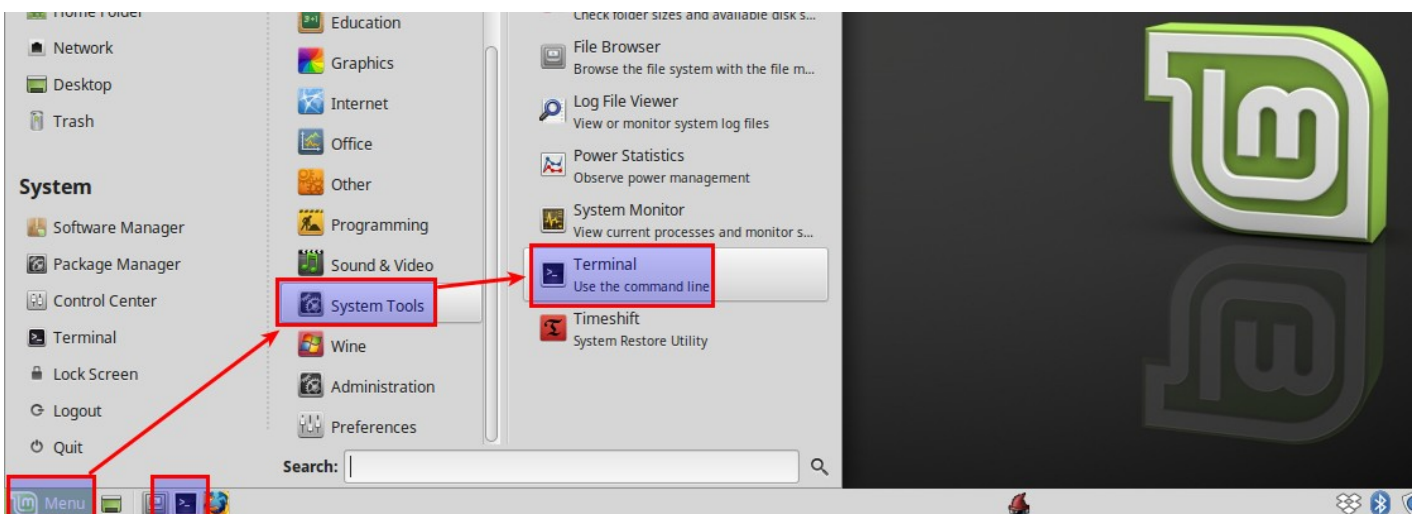 Home Folder
Network
Desktop
Trash
System
Software Manager
Package Manager
Control Center
Terminal
Lock Screen
Logout
Quit
Education
Graphics
Internet
Office
Other
Programming
Sound & Video
System Tools
Wine
Administration
Preferences
Check folder sizes and available disk s...
File Browser
Browse the file system with the file m...
Log File Viewer
View or monitor system log files
Power Statistics
Observe power management
System Monitor
View current processes and monitor s...
Terminal
Use the command line
Timeshift
System Restore Utility
Search:
Menu